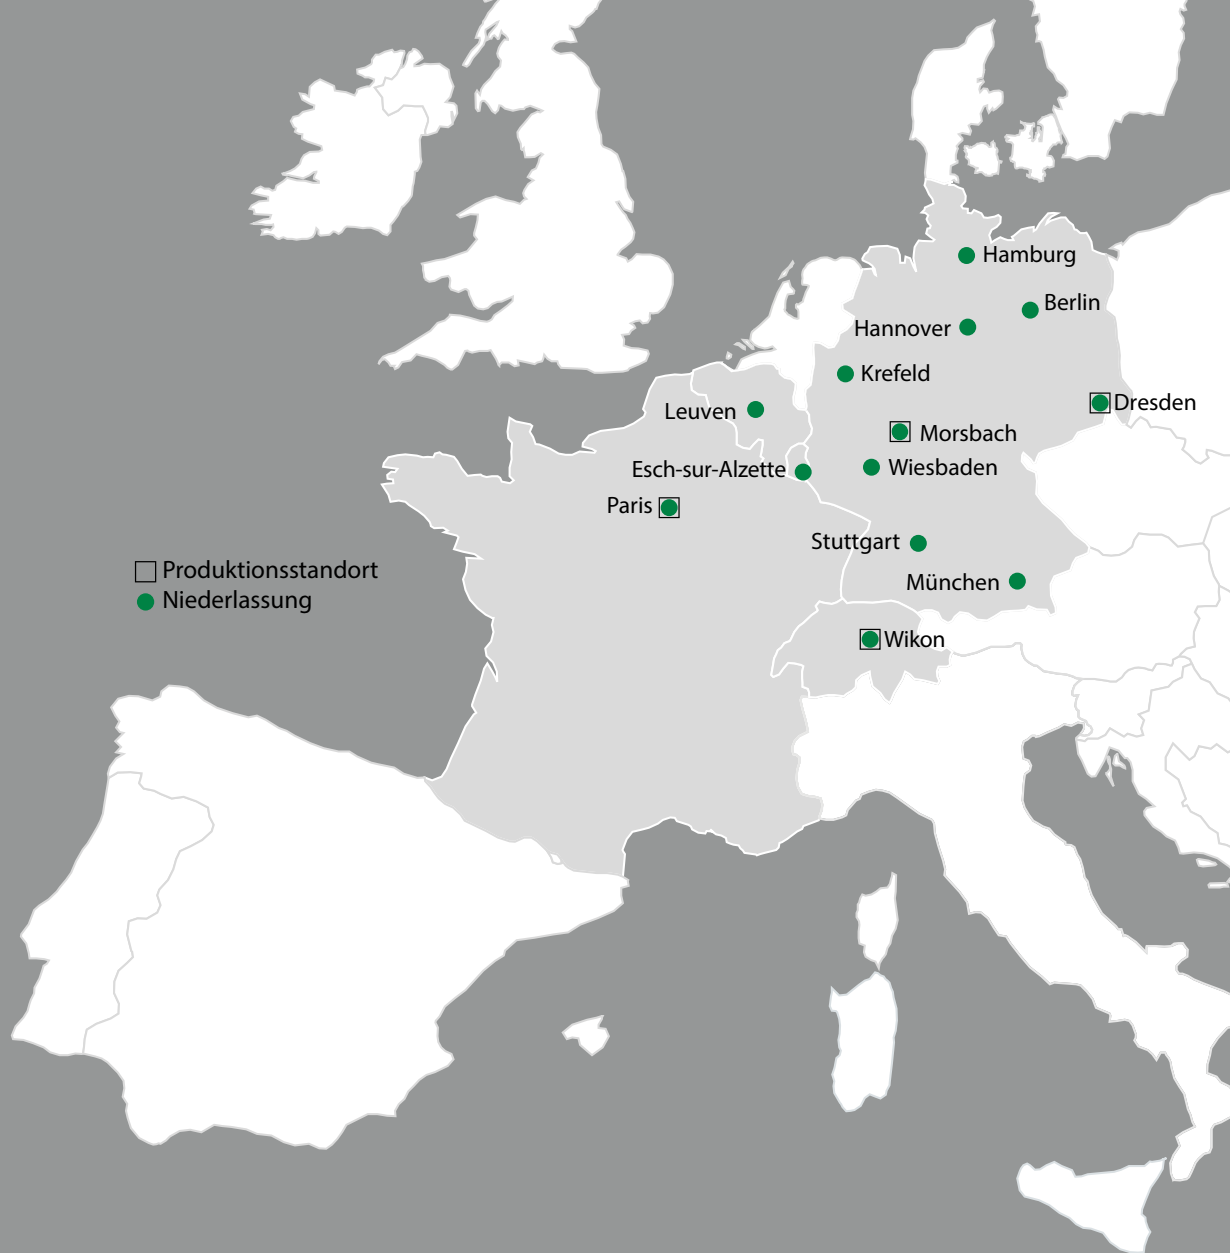 Hamburg
Berlin
Hannover
Krefeld
Dresden
Leuven
Morsbach
Esch-sur-Alzette
Wiesbaden
Paris
Stuttgart
München
Produktionsstandort
Niederlassung
Wikon